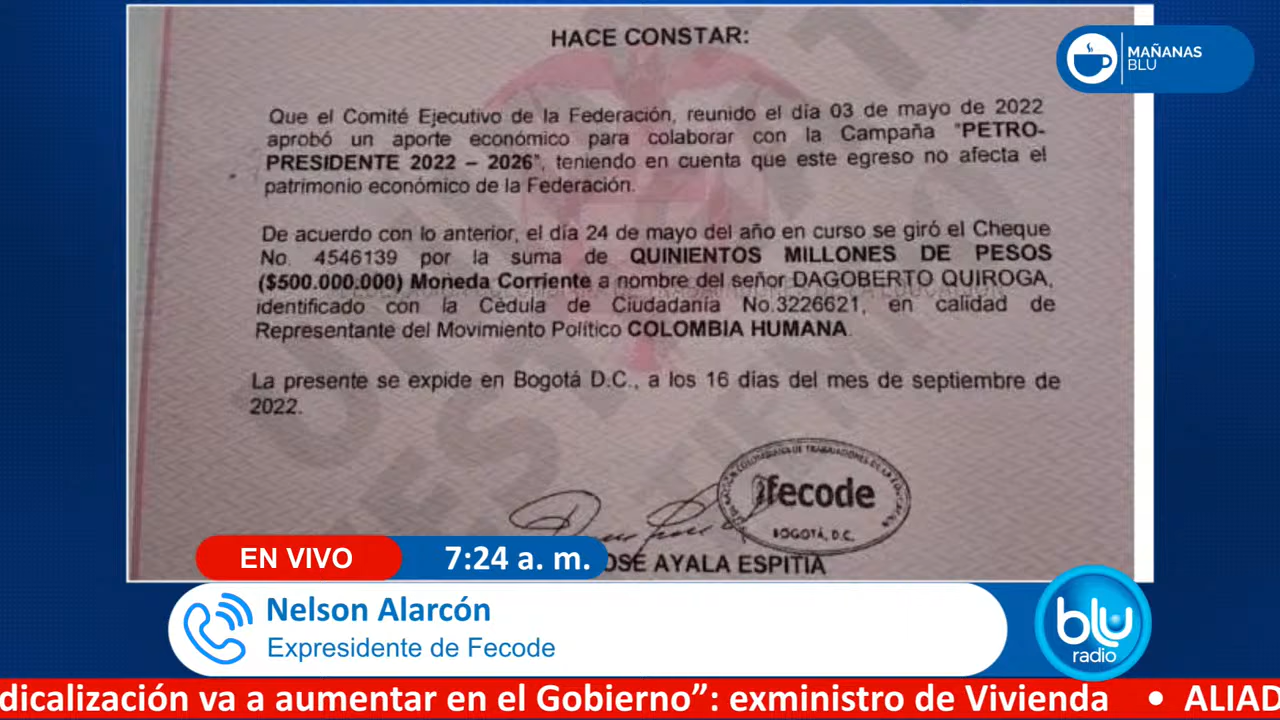 HACE CONSTAR:
MAÑANAS
BLU
Que el Comité Ejecutivo de la Federación, reunido el día 03 de mayo de 2022
aprobó un aporte económico para colaborar con la Campaña "PETRO-
PRESIDENTE 2022 – 2026", teniendo en cuenta que este egreso no afecta el
patrimonio económico de la Federación.
De acuerdo con lo anterior, el día 24 de mayo del año en curso se giró el Cheque
No. 4546139 por la suma de QUINIENTOS MILLONES DE PESOS
($500.000.000) Moneda Corriente a nombre del señor DAGOBERTO QUIROGA,
identificado con la Cédula de Ciudadanía No.3226621, en calidad de
Representante del Movimiento Político COLOMBIA HUMANA.
La presente se expide en Bogotá D.C., a los 16 días del mes de septiembre de
2022.
fecode
BOGOTÁ, D.C.
OSÉ AYALA ESPITIA
EN VIVO
7:24 a. m.
Nelson Alarcón
Expresidente de Fecode
blu
radio
dicalización va a aumentar en el Gobierno”: exministro de Vivienda • ALIAD